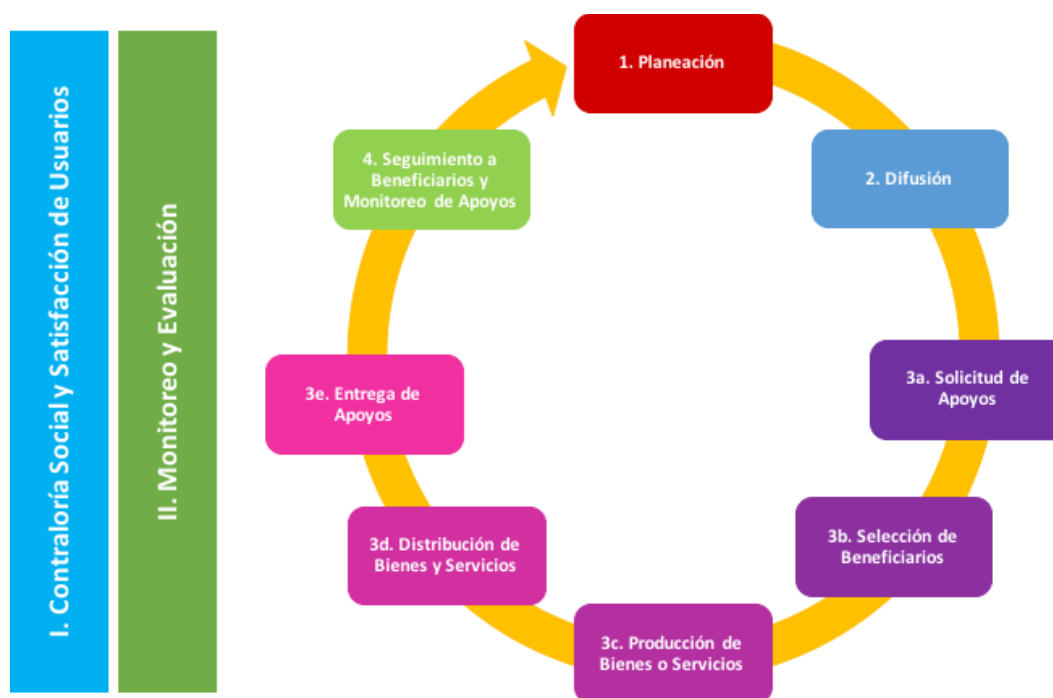 I. Contraloría Social y Satisfacción de Usuarios
II. Monitoreo y Evaluación
1. Planeación
2. Difusión
3a. Solicitud de
Apoyos
3b. Selección de
Beneficiarios
3c. Producción de
Bienes o Servicios
3d. Distribución de
Bienes y Servicios
3e. Entrega de
Apoyos
4. Seguimiento a
Beneficiarios y
Monitoreo de Apoyos